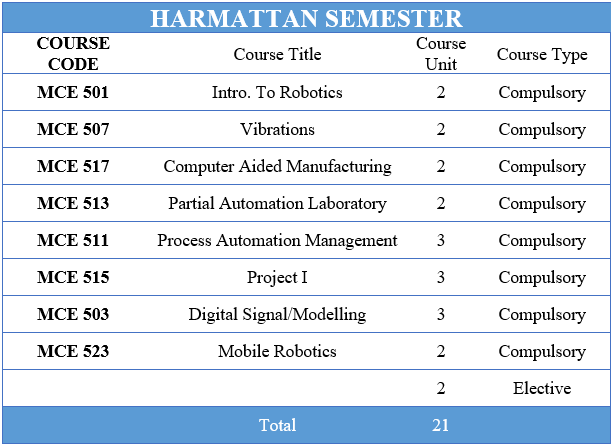 HARMATTAN SEMESTER
COURSE CODE Course Title Course Unit Course Type
MCE 501 Intro. To Robotics 2 Compulsory
MCE 507 Vibrations 2 Compulsory
MCE 517 Computer Aided Manufacturing 2 Compulsory
MCE 513 Partial Automation Laboratory 2 Compulsory
MCE 511 Process Automation Management 3 Compulsory
MCE 515 Project I 3 Compulsory
MCE 503 Digital Signal/Modelling 3 Compulsory
MCE 523 Mobile Robotics 2 Compulsory
2 Elective
Total 21